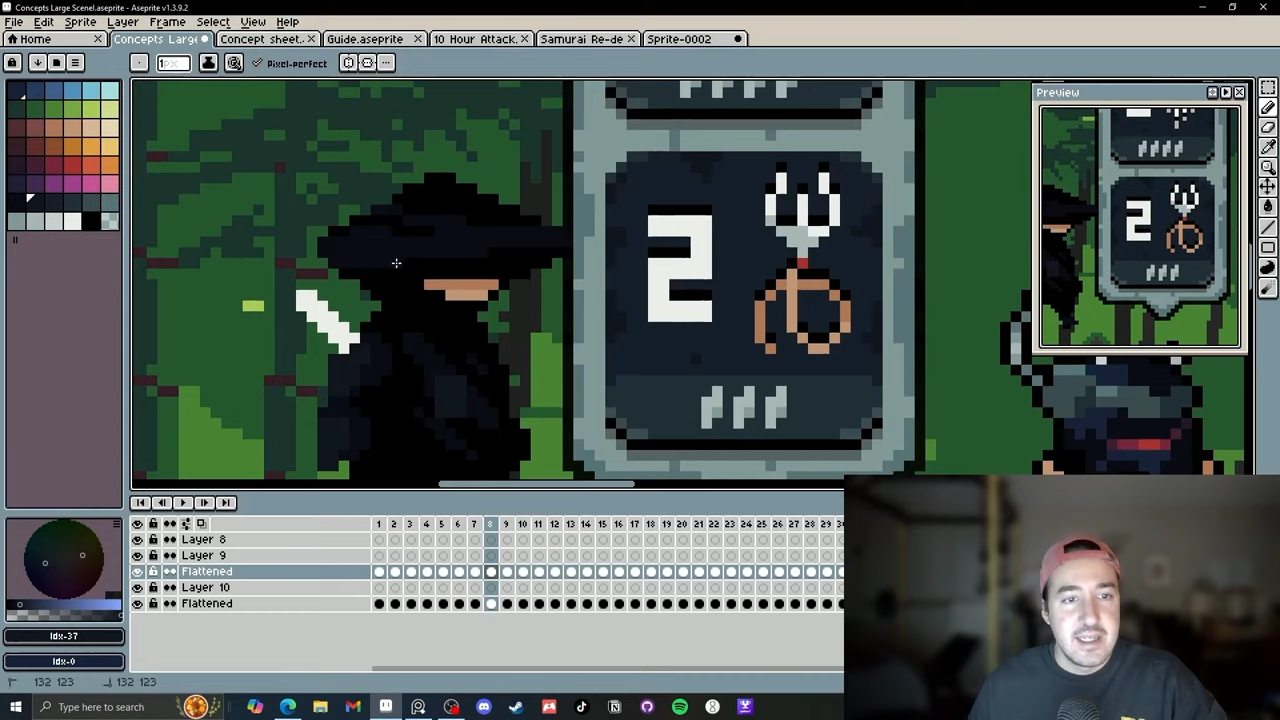 Concepts Large Scenel.aseprite - Aseprite v1.3.9.2
File Edit Sprite Layer Frame Select View Help
Home Concepts Large Concept sheet. Guide.aseprite 10 Hour Attack. Samurai Re-de Sprite-0002
1px Pixel-perfect
Preview
2
2
1 2 3 4 5 6 7 8 9 10 11 12 13 14 15 16 17 18 19 20 21 22 23 24 25 26 27 28 29
Layer 8
Layer 9
Flattened
Layer 10
Flattened
Idx-37
Idx-0
132 123 132 123
Type here to search